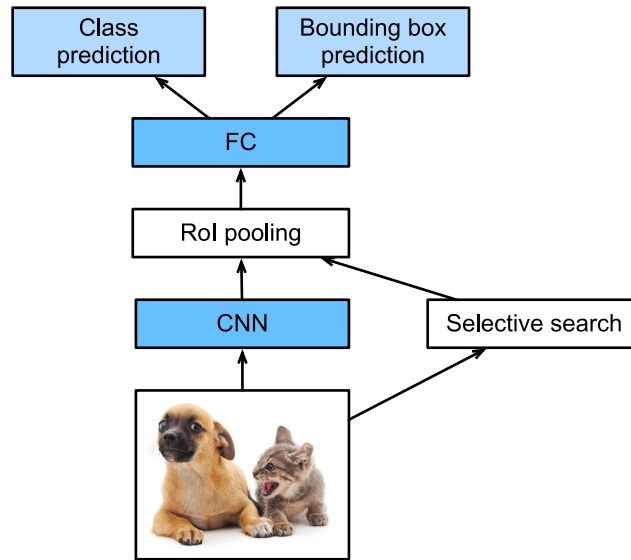 Class
prediction
Bounding box
prediction
FC
RoI pooling
CNN
Selective search